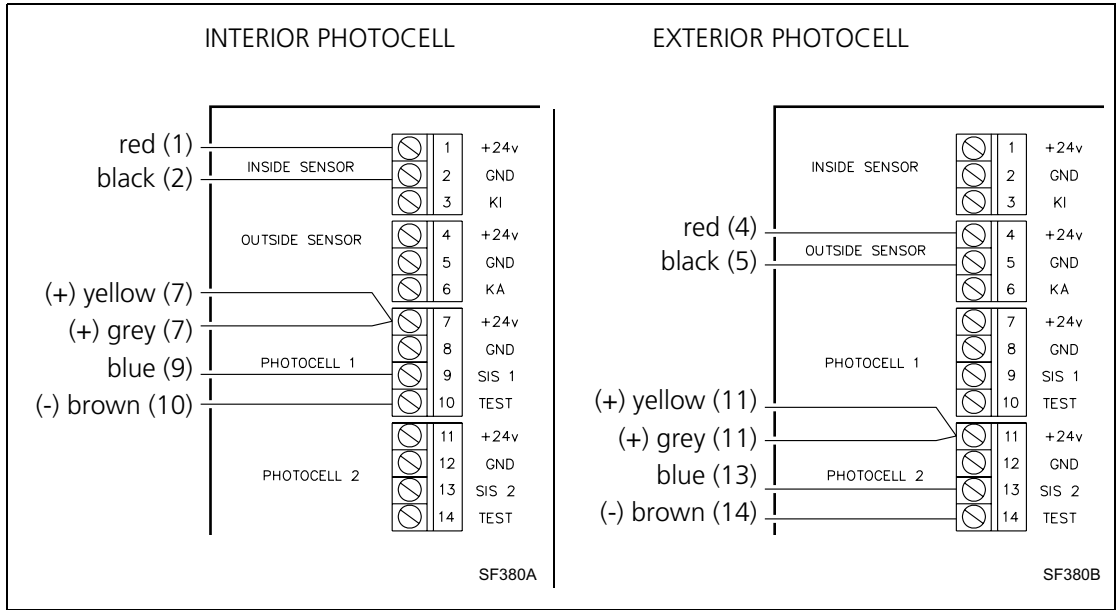 INTERIOR PHOTOCELL
red (1)
black (2)
(+) yellow (7)
(+) grey (7)
blue (9)
(-) brown (10)
INSIDE SENSOR
1 +24v
2 GND
3 KI
OUTSIDE SENSOR
4 +24v
5 GND
6 KA
PHOTOCELL 1
7 +24v
8 GND
9 SIS 1
10 TEST
PHOTOCELL 2
11 +24v
12 GND
13 SIS 2
14 TEST
SF380A
EXTERIOR PHOTOCELL
red (4)
black (5)
(+) yellow (11)
(+) grey (11)
blue (13)
(-) brown (14)
INSIDE SENSOR
1 +24v
2 GND
3 KI
OUTSIDE SENSOR
4 +24v
5 GND
6 KA
PHOTOCELL 1
7 +24v
8 GND
9 SIS 1
10 TEST
PHOTOCELL 2
11 +24v
12 GND
13 SIS 2
14 TEST
SF380B